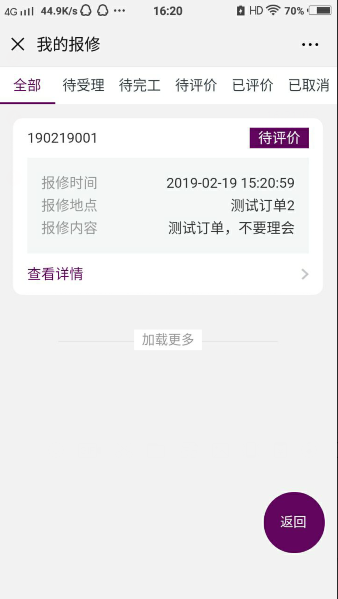 4G 44.9K/s ··· 16:20 HD 70%
我的报修 ···
全部 待受理 待完工 待评价 已评价 已取消
190219001 待评价
报修时间 2019-02-19 15:20:59
报修地点 测试订单2
报修内容 测试订单，不要理会
查看详情
加载更多
返回